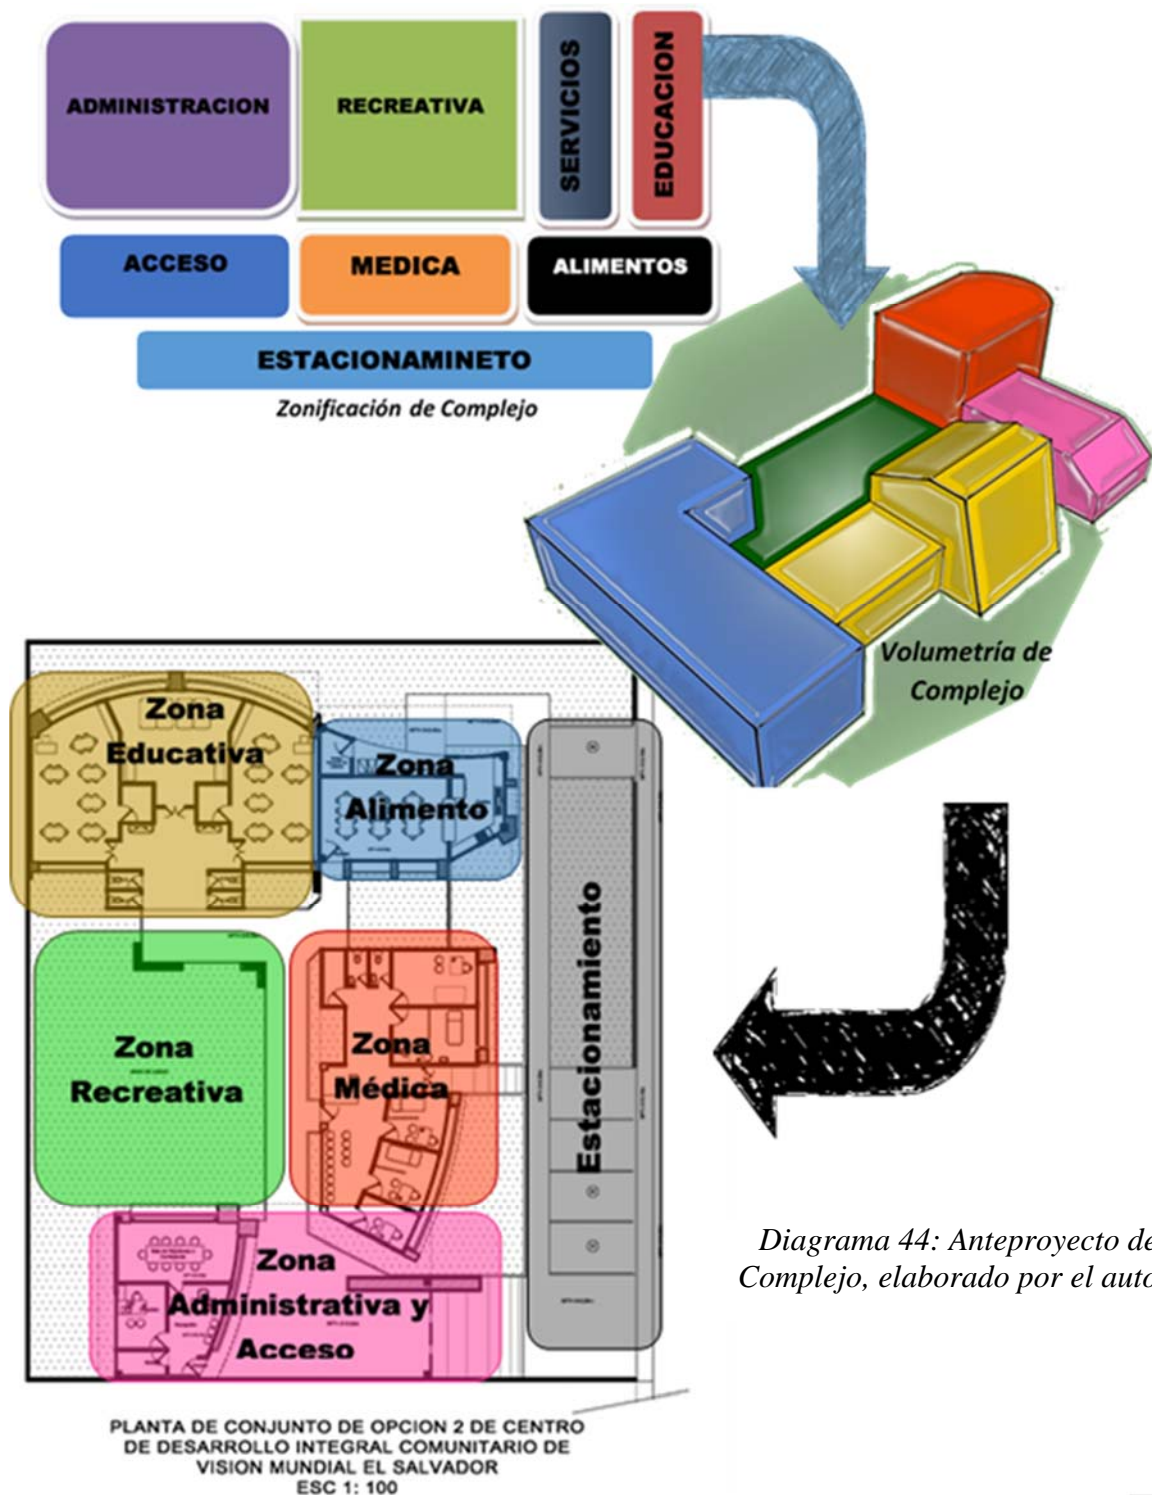 ADMINISTRACION
RECREATIVA
SERVICIOS
EDUCACION
ACCESO
MEDICA
ALIMENTOS
ESTACIONAMINETO
Zonificación de Complejo
Volumetría de
Complejo
Zona
Educativa
Zona
Alimento
Estacionamiento
Zona
Recreativa
Zona
Médica
Zona
Administrativa y
Acceso
Diagrama 44: Anteproyecto de
Complejo, elaborado por el auto
PLANTA DE CONJUNTO DE OPCION 2 DE CENTRO
DE DESARROLLO INTEGRAL COMUNITARIO DE
VISION MUNDIAL EL SALVADOR
ESC 1: 100